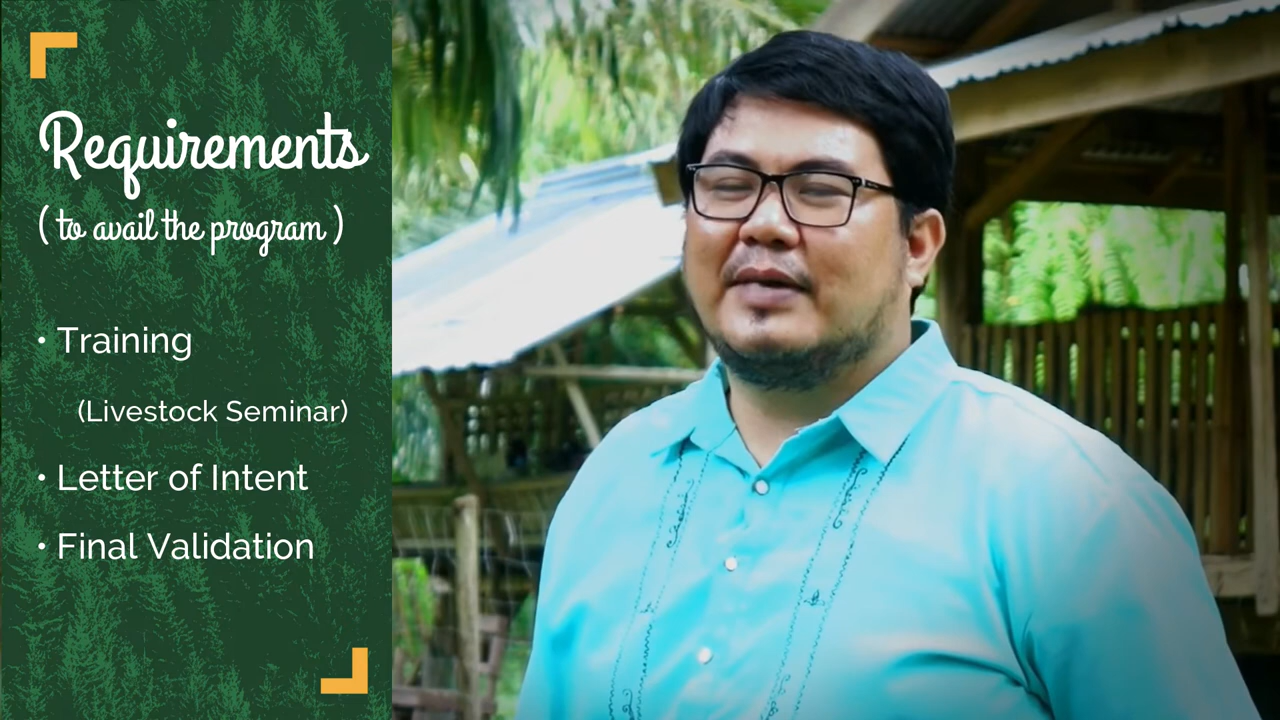 Requirements
( to avail the program )
• Training
(Livestock Seminar)
• Letter of Intent
• Final Validation